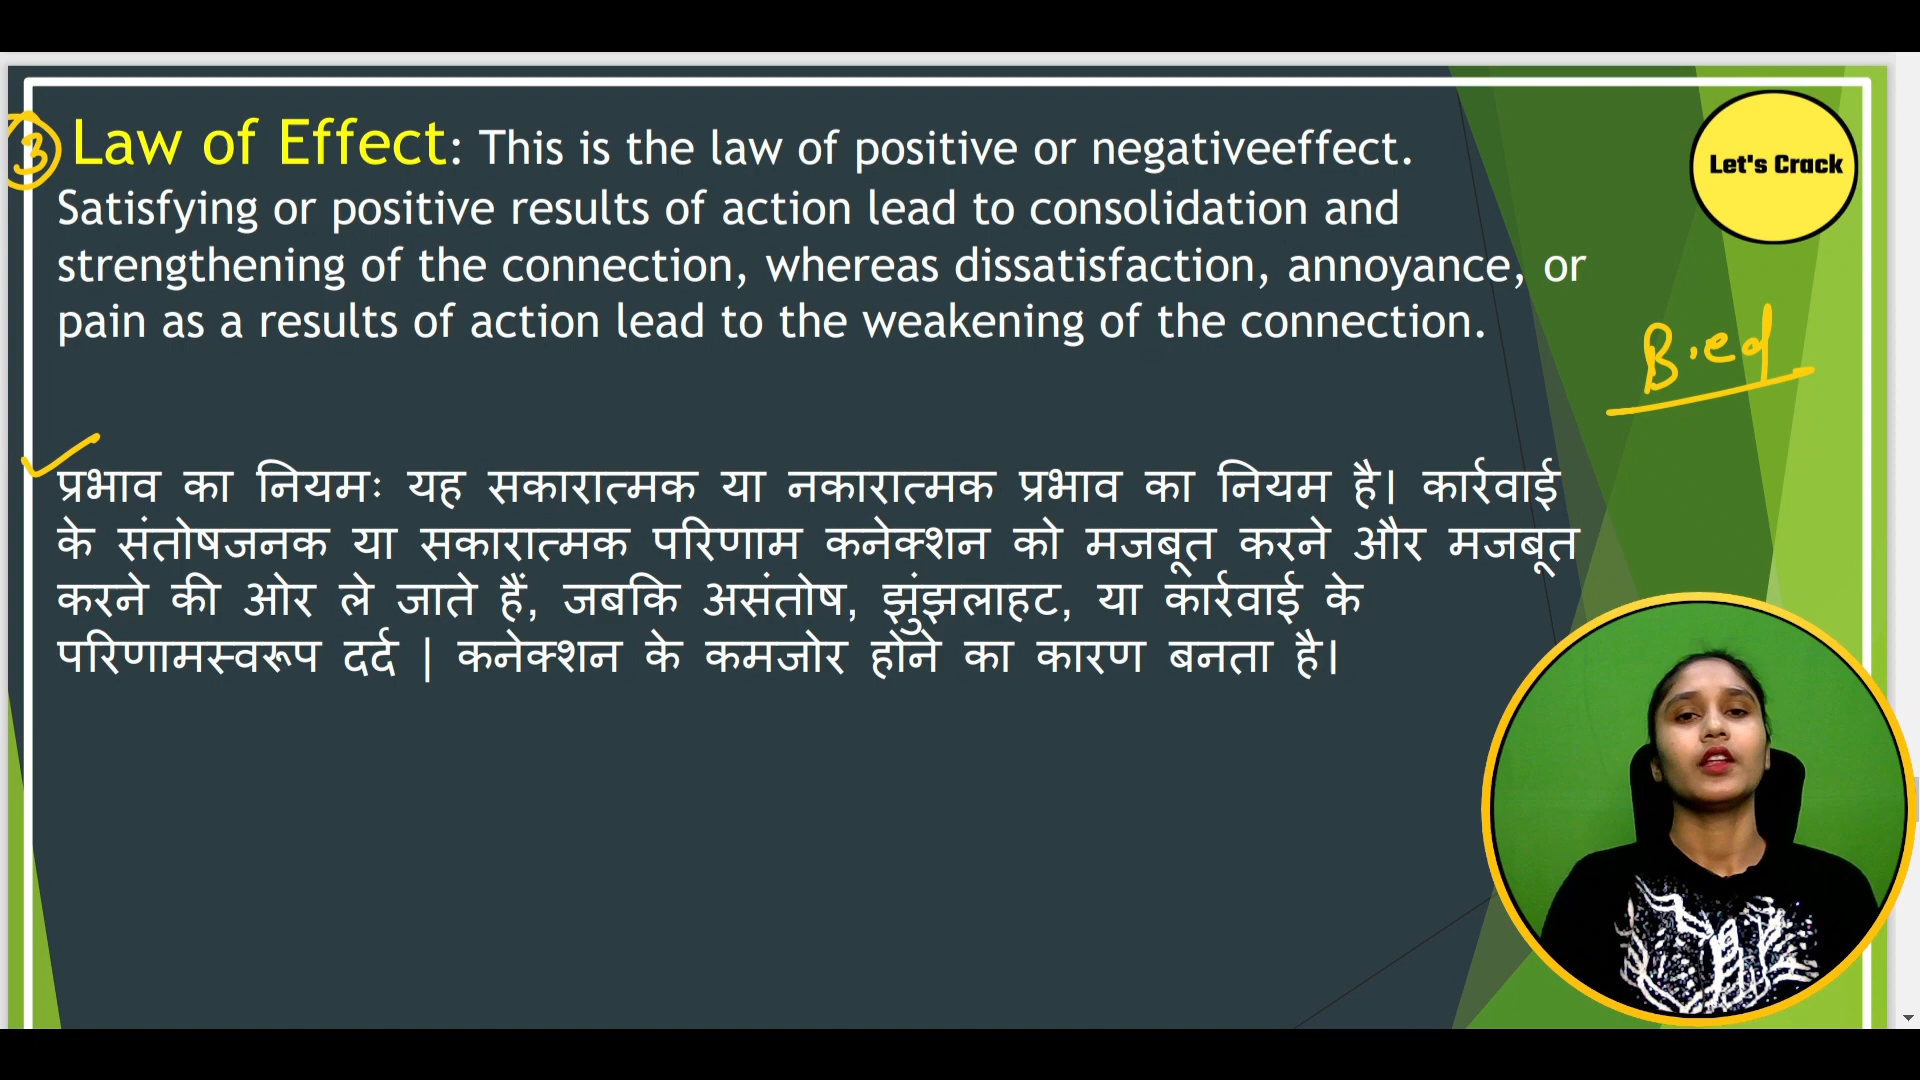 3 Law of Effect: This is the law of positive or negativeeffect.
Let's Crack
Satisfying or positive results of action lead to consolidation and
strengthening of the connection, whereas dissatisfaction, annoyance, or
pain as a results of action lead to the weakening of the connection.
B.ed
प्रभाव का नियमः यह सकारात्मक या नकारात्मक प्रभाव का नियम है। कार्रवाई
के संतोषजनक या सकारात्मक परिणाम कनेक्शन को मजबूत करने और मजबूत
करने की ओर ले जाते हैं, जबकि असंतोष, झुंझलाहट, या कार्रवाई के
परिणामस्वरूप दर्द | कनेक्शन के कमजोर होने का कारण बनता है।